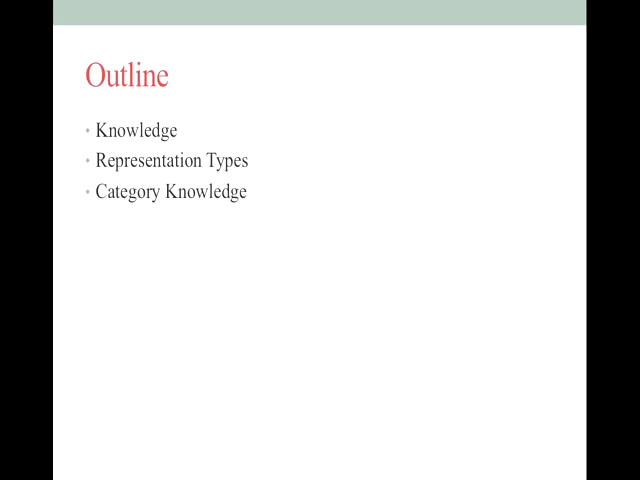 Outline
• Knowledge
• Representation Types
• Category Knowledge